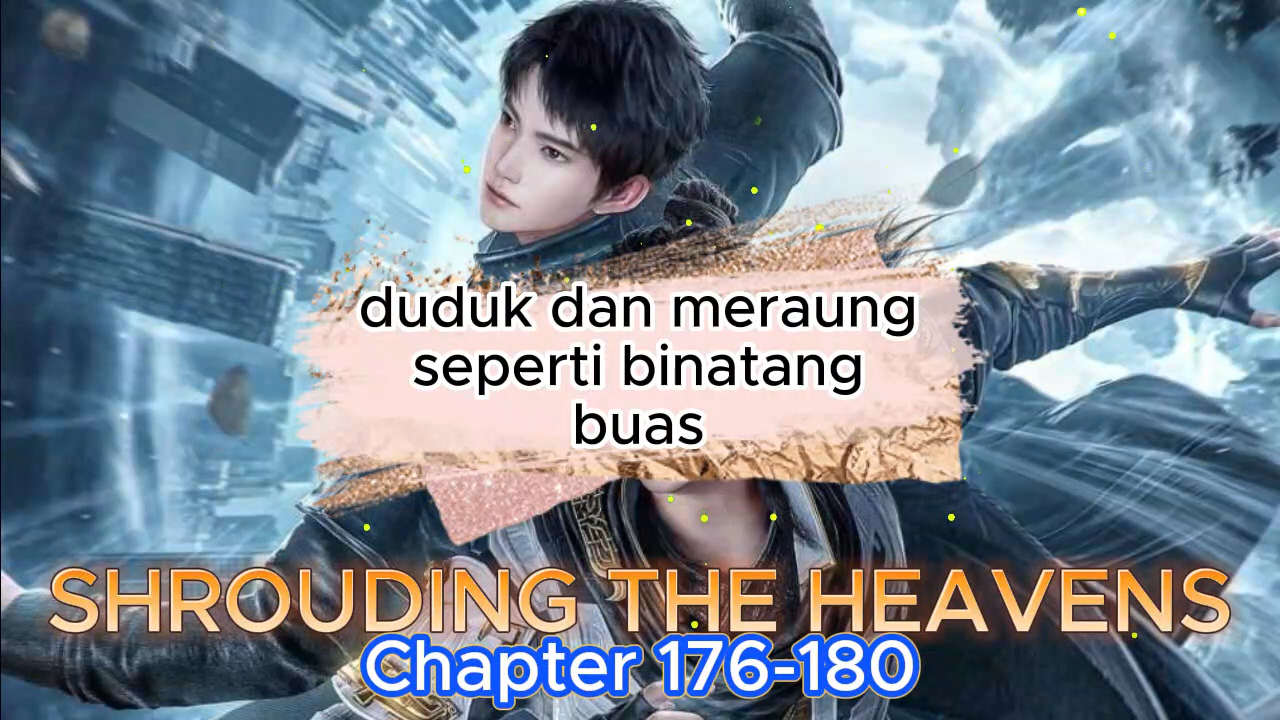 duduk dan meraung
seperti binatang
buas
SHROUDING THE HEAVENS
Chapter 176-180